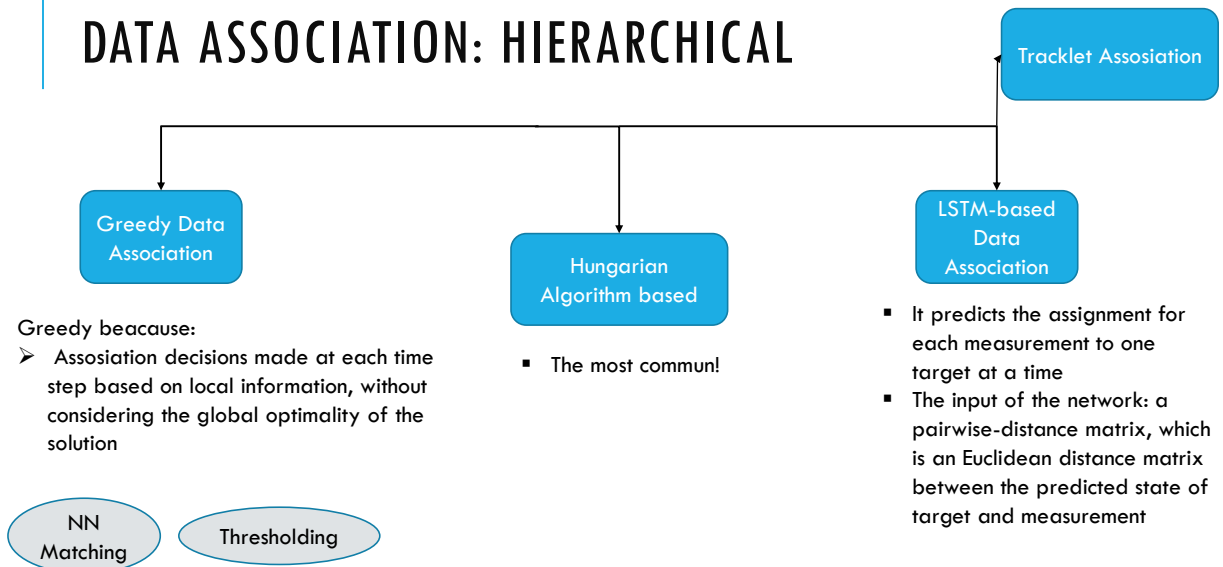 DATA ASSOCIATION: HIERARCHICAL
Tracklet Assosiation
Greedy Data
Association
Hungarian
Algorithm based
LSTM-based
Data
Association
Greedy beacause:
➢ Assosiation decisions made at each time
step based on local information, without
considering the global optimality of the
solution
▪ The most commun!
▪ It predicts the assignment for
each measurement to one
target at a time
▪ The input of the network: a
pairwise-distance matrix, which
is an Euclidean distance matrix
between the predicted state of
target and measurement
NN
Matching
Thresholding